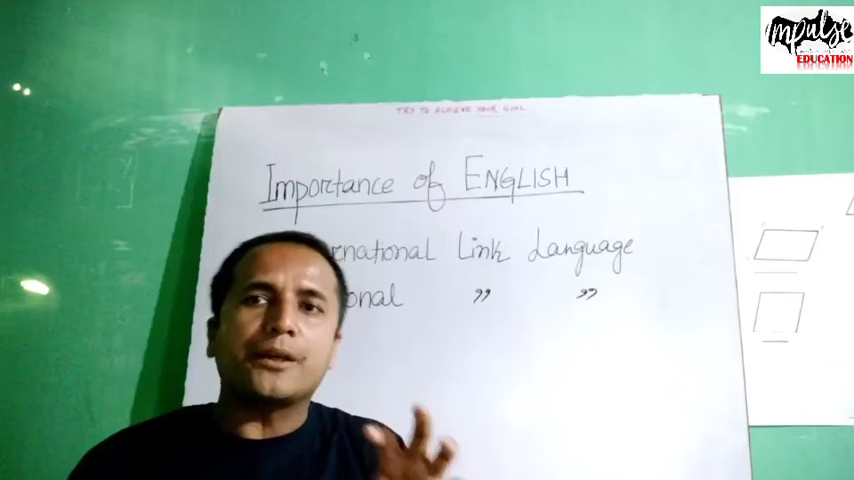 impulse
EDUCATION
TRY TO ACHIEVE YOUR GOAL
Importance of ENGLISH
rnational Link Language
onal " "